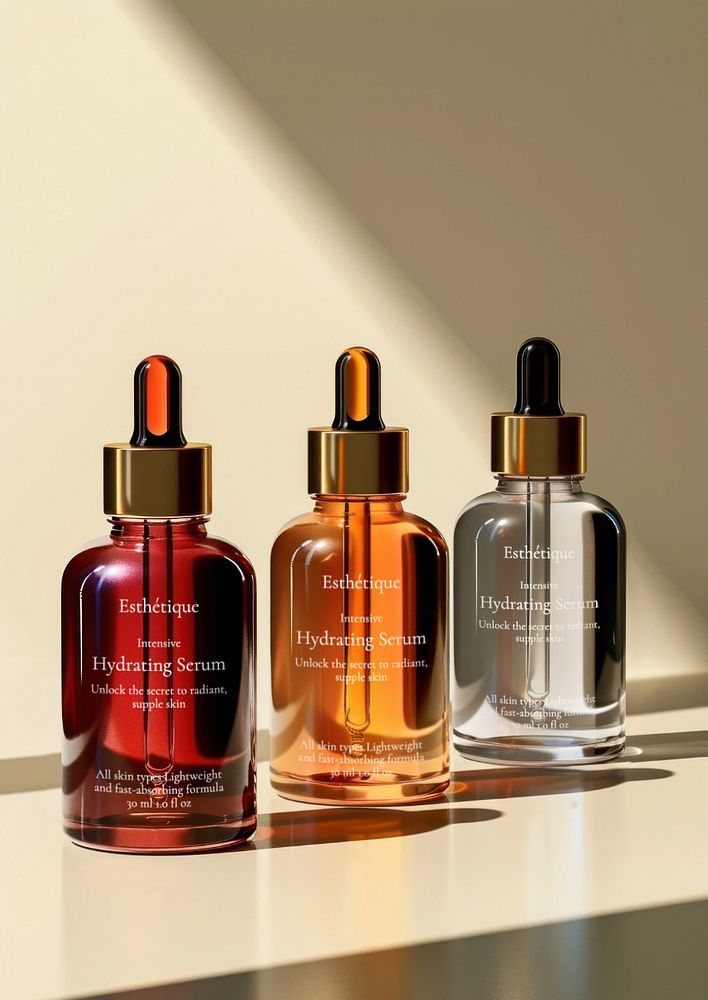 Esthétique
Intensive
Hydrating Serum
Unlock the secret to radiant,
supple skin
All skin types Lightweight
and fast-absorbing formula
30 ml 1.0 fl oz
Esthétique
Intensive
Hydrating Serum
Unlock the secret to radiant,
supple skin
All skin types Lightweight
and fast-absorbing formula
30 ml 1.0 fl oz
Esthétique
Intensive
Hydrating Serum
Unlock the secret to radiant,
supple skin
All skin types Lightweight
and fast-absorbing formula
30 ml 1.0 fl oz